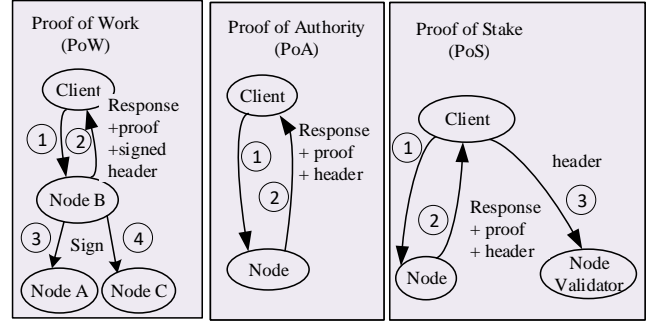 Proof of Work
(PoW)
Client
Response
+proof
+signed
header
1
2
Node B
3
Sign
4
Node A
Node C
Proof of Authority
(PoA)
Client
Response
+ proof
+ header
1
2
Node
Proof of Stake
(PoS)
Client
1
header
3
2
Response
+ proof
+ header
Node
Node
Validator